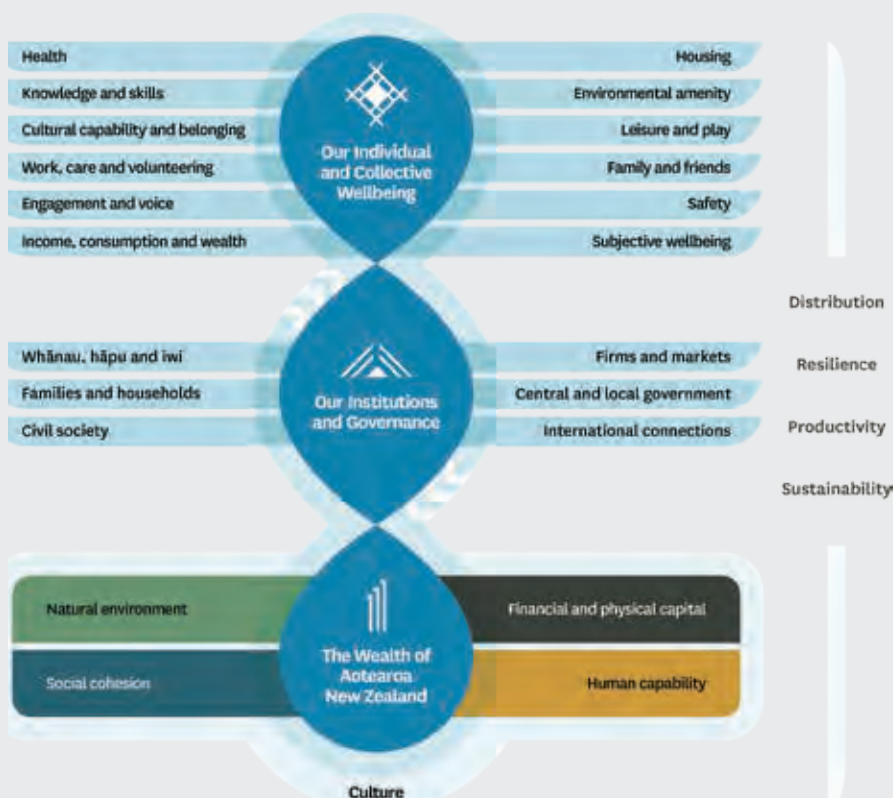 Health
Housing
Knowledge and skills
Environmental amenity
Cultural capability and belonging
Leisure and play
Work, care and volunteering
Family and friends
Engagement and voice
Safety
Income, consumption and wealth
Subjective wellbeing
Our Individual
and Collective
Wellbeing
Distribution
Resilience
Productivity
Sustainability
Whānau, hāpu and iwi
Firms and markets
Families and households
Central and local government
Civil society
International connections
Our Institutions
and Governance
Natural environment
Financial and physical capital
Social cohesion
Human capability
The Wealth of
Aotearoa
New Zealand
Culture